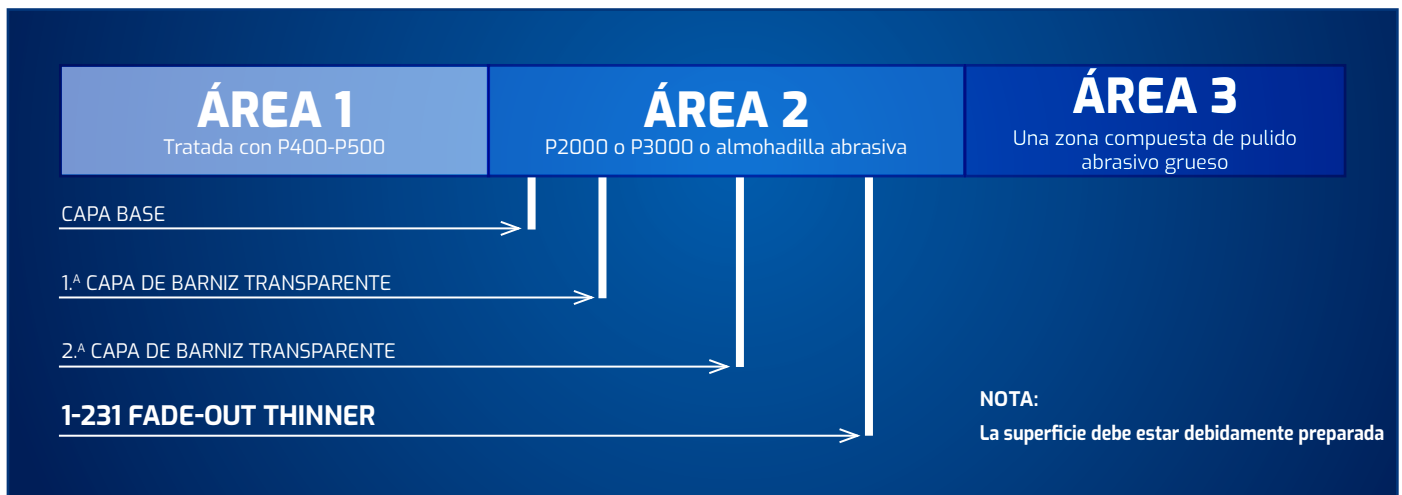 ÁREA 1
Tratada con P400-P500
ÁREA 2
P2000 o P3000 o almohadilla abrasiva
ÁREA 3
Una zona compuesta de pulido
abrasivo grueso
CAPA BASE
1.ᴬ CAPA DE BARNIZ TRANSPARENTE
2.ᴬ CAPA DE BARNIZ TRANSPARENTE
1-231 FADE-OUT THINNER
NOTA:
La superficie debe estar debidamente preparada